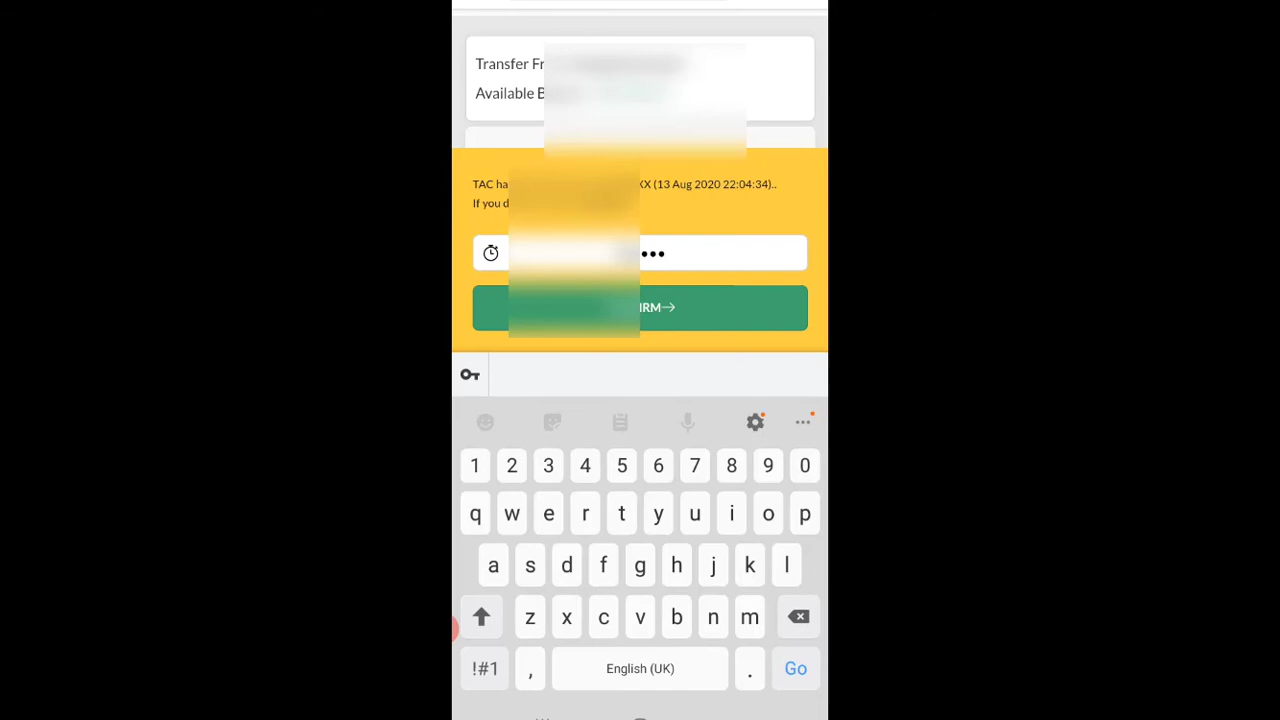 Transfer Fr
Available B
TAC ha XX (13 Aug 2020 22:04:34)..
If you d
IRM→
1 2 3 4 5 6 7 8 9 0
q w e r t y u i o p
a s d f g h j k l
z x c v b n m
!#1 , English (UK) . Go